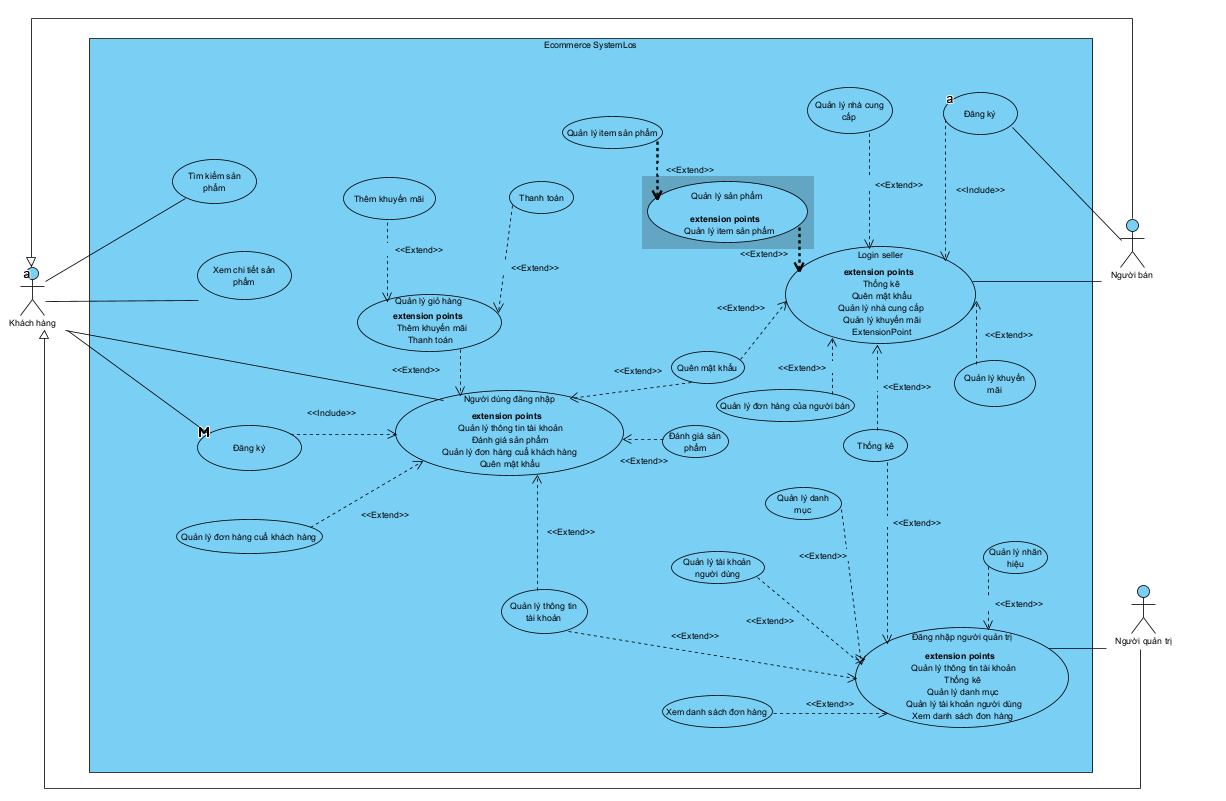 Ecommerce SystemLos
Quản lý nhà cung
cấp
a
Đăng ký
Quản lý item sản phẩm
<<Extend>>
<<Extend>>
<<Include>>
Tìm kiếm sản
phẩm
Thêm khuyến mãi
Thanh toán
Quản lý sản phẩm
extension points
Quản lý item sản phẩm
<<Extend>>
<<Extend>>
<<Extend>>
Login seller
extension points
Thống kê
Quên mật khẩu
Quản lý nhà cung cấp
Quản lý khuyến mãi
ExtensionPoint
Người bán
a
Khách hàng
Xem chi tiết sản
phẩm
Quản lý giỏ hàng
extension points
Thêm khuyến mãi
Thanh toán
<<Extend>>
<<Extend>>
<<Extend>>
<<Extend>>
Quên mật khẩu
<<Extend>>
<<Extend>>
<<Extend>>
Quản lý khuyến
mãi
Quản lý đơn hàng của người bán
Người dùng đăng nhập
extension points
Quản lý thông tin tài khoản
Đánh giá sản phẩm
Quản lý đơn hàng cuả khách hàng
Quên mật khẩu
<<Include>>
M
Đăng ký
Đánh giá sản
phẩm
<<Extend>>
Thống kê
Quản lý đơn hàng cuả khách hàng
<<Extend>>
<<Extend>>
Quản lý danh
mục
<<Extend>>
Quản lý tài khoản
người dùng
<<Extend>>
Quản lý nhãn
hiệu
<<Extend>>
Quản lý thông tin
tài khoản
<<Extend>>
<<Extend>>
Đăng nhập người quản trị
extension points
Quản lý thông tin tài khoản
Thống kê
Quản lý danh mục
Quản lý tài khoản người dùng
Xem danh sách đơn hàng
Người quản trị
Xem danh sách đơn hàng
<<Extend>>